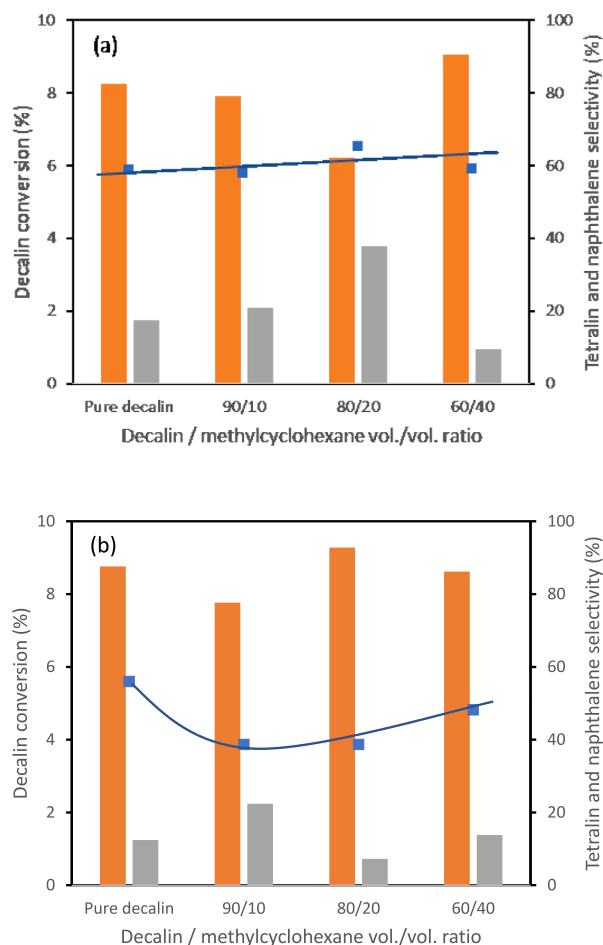 (a)
10
8
6
4
2
0
Decalin conversion (%)
100
80
60
40
20
0
Tetralin and naphthalene selectivity (%)
Pure decalin 90/10 80/20 60/40
Decalin / methylcyclohexane vol./vol. ratio
(b)
10
8
6
4
2
0
Decalin conversion (%)
100
80
60
40
20
0
Tetralin and naphthalene selectivity (%)
Pure decalin 90/10 80/20 60/40
Decalin / methylcyclohexane vol./vol. ratio